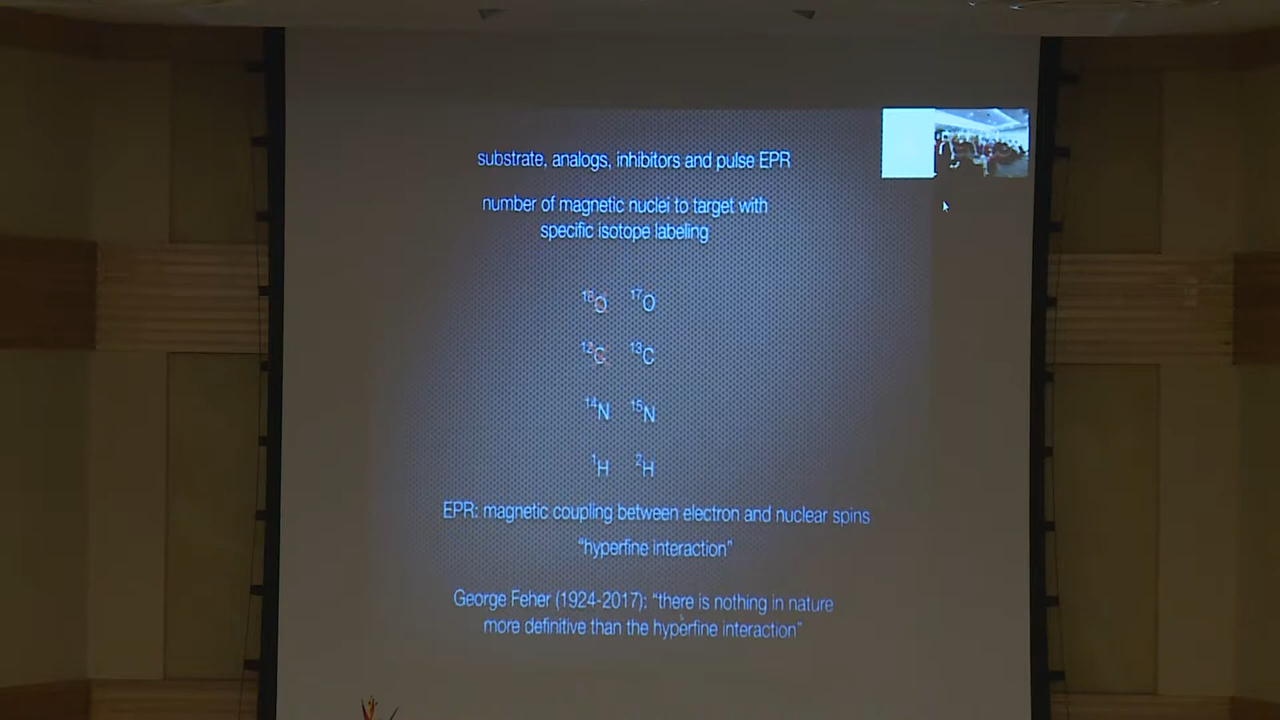 substrate, analogs, inhibitors and pulse EPR
number of magnetic nuclei to target with
specific isotope labeling
¹⁶O ¹⁷O
¹²C ¹³C
¹⁴N ¹⁵N
¹H ²H
EPR: magnetic coupling between electron and nuclear spins
“hyperfine interaction”
George Feher (1924-2017): “there is nothing in nature
more definitive than the hyperfine interaction”